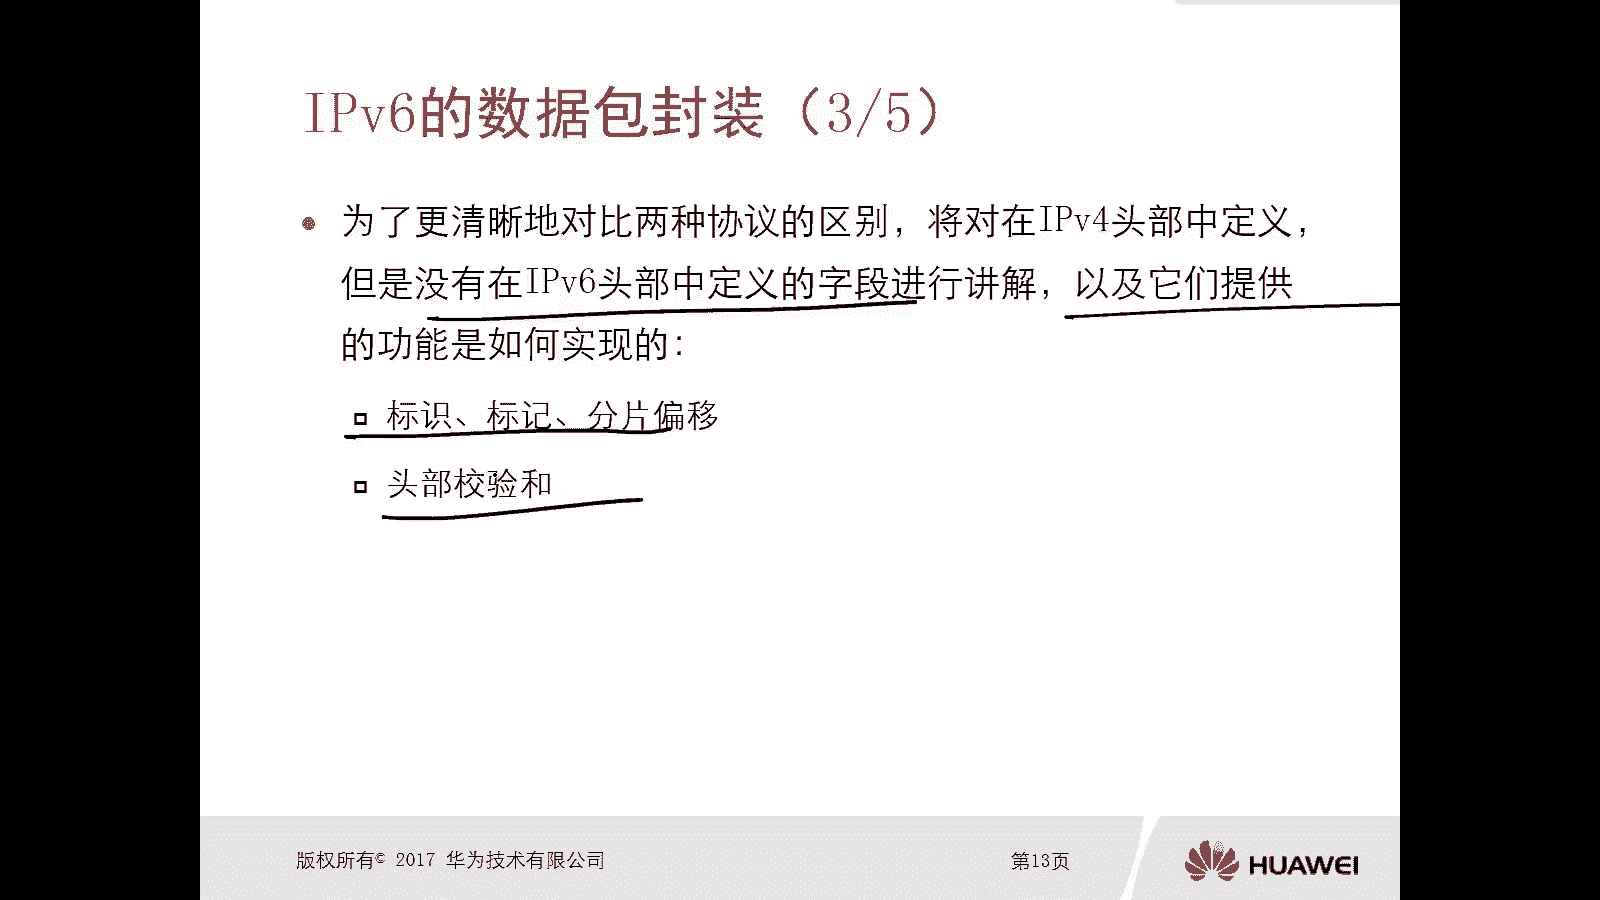 IPv6的数据包封装（3/5）
为了更清晰地对比两种协议的区别，将对在IPv4头部中定义，
但是没有在IPv6头部中定义的字段进行讲解，以及它们提供
的功能是如何实现的：
标识、标记、分片偏移
头部校验和
版权所有© 2017 华为技术有限公司
第13页
HUAWEI